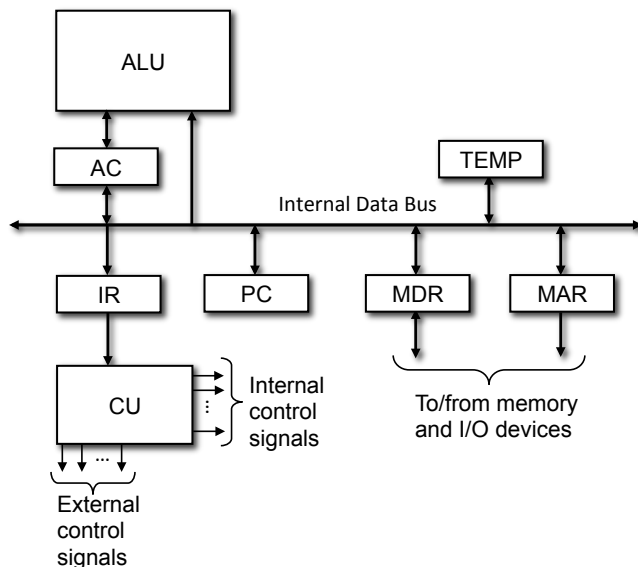 ALU
AC
TEMP
Internal Data Bus
IR
PC
MDR
MAR
CU
...
Internal
control
signals
To/from memory
and I/O devices
...
External
control
signals